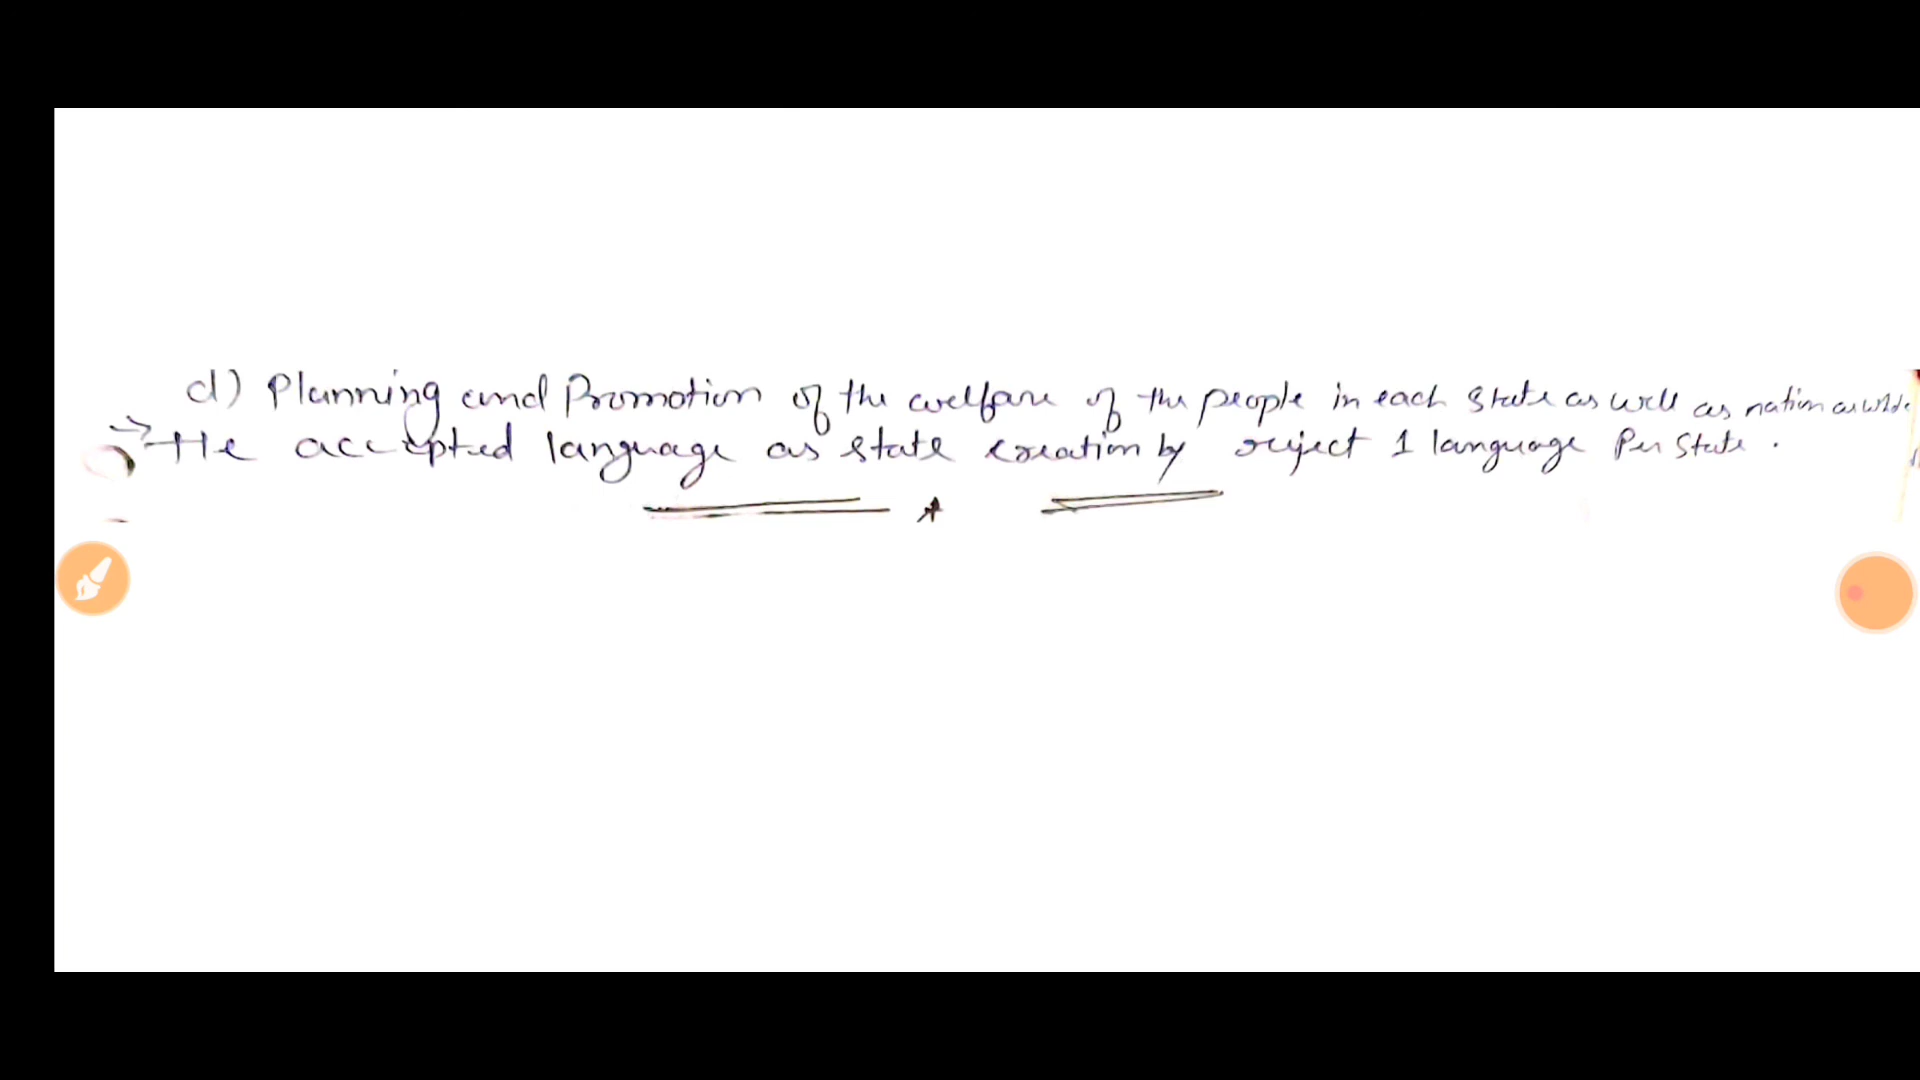 d) Planning and Promotion of the welfare of the people in each state as well as nation as whole
→ He accepted language as state creation by reject 1 language Per State .